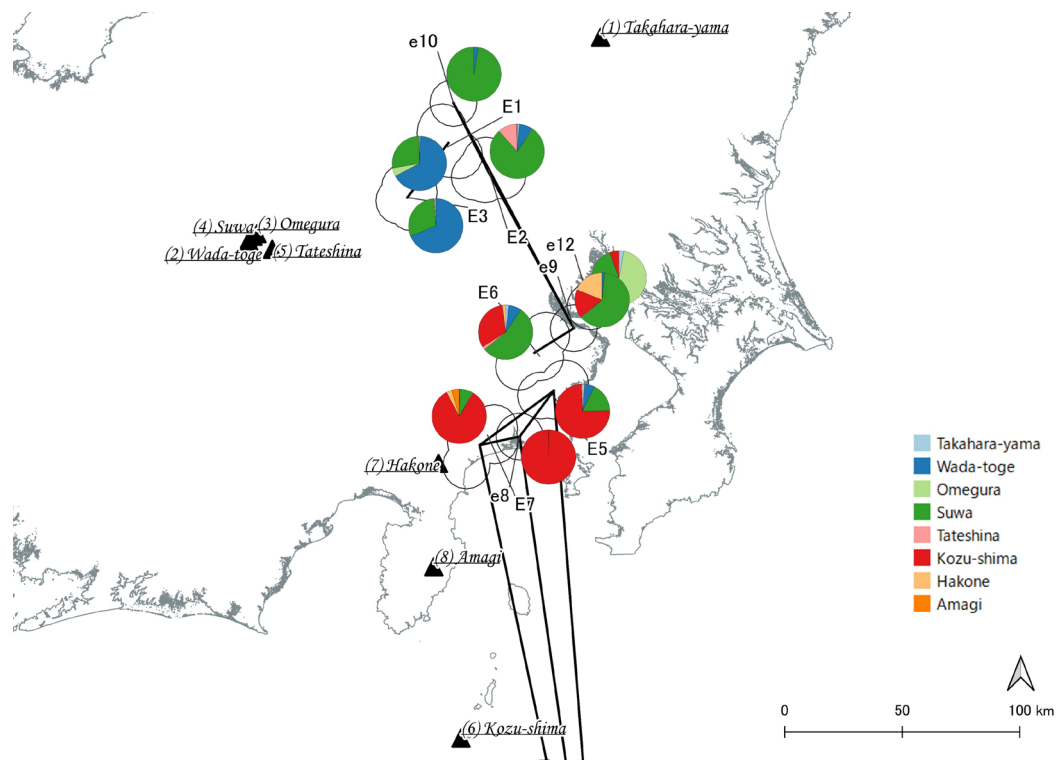 (1) Takahara-yama
e10
E1
E3
E2
(4) Suwa
(3) Omegura
(2) Wada-toge
(5) Tateshina
e12
e9
E6
E5
(7) Hakone
e8
E7
(8) Amagi
(6) Kozu-shima
Takahara-yama
Wada-toge
Omegura
Suwa
Tateshina
Kozu-shima
Hakone
Amagi
0 50 100 km